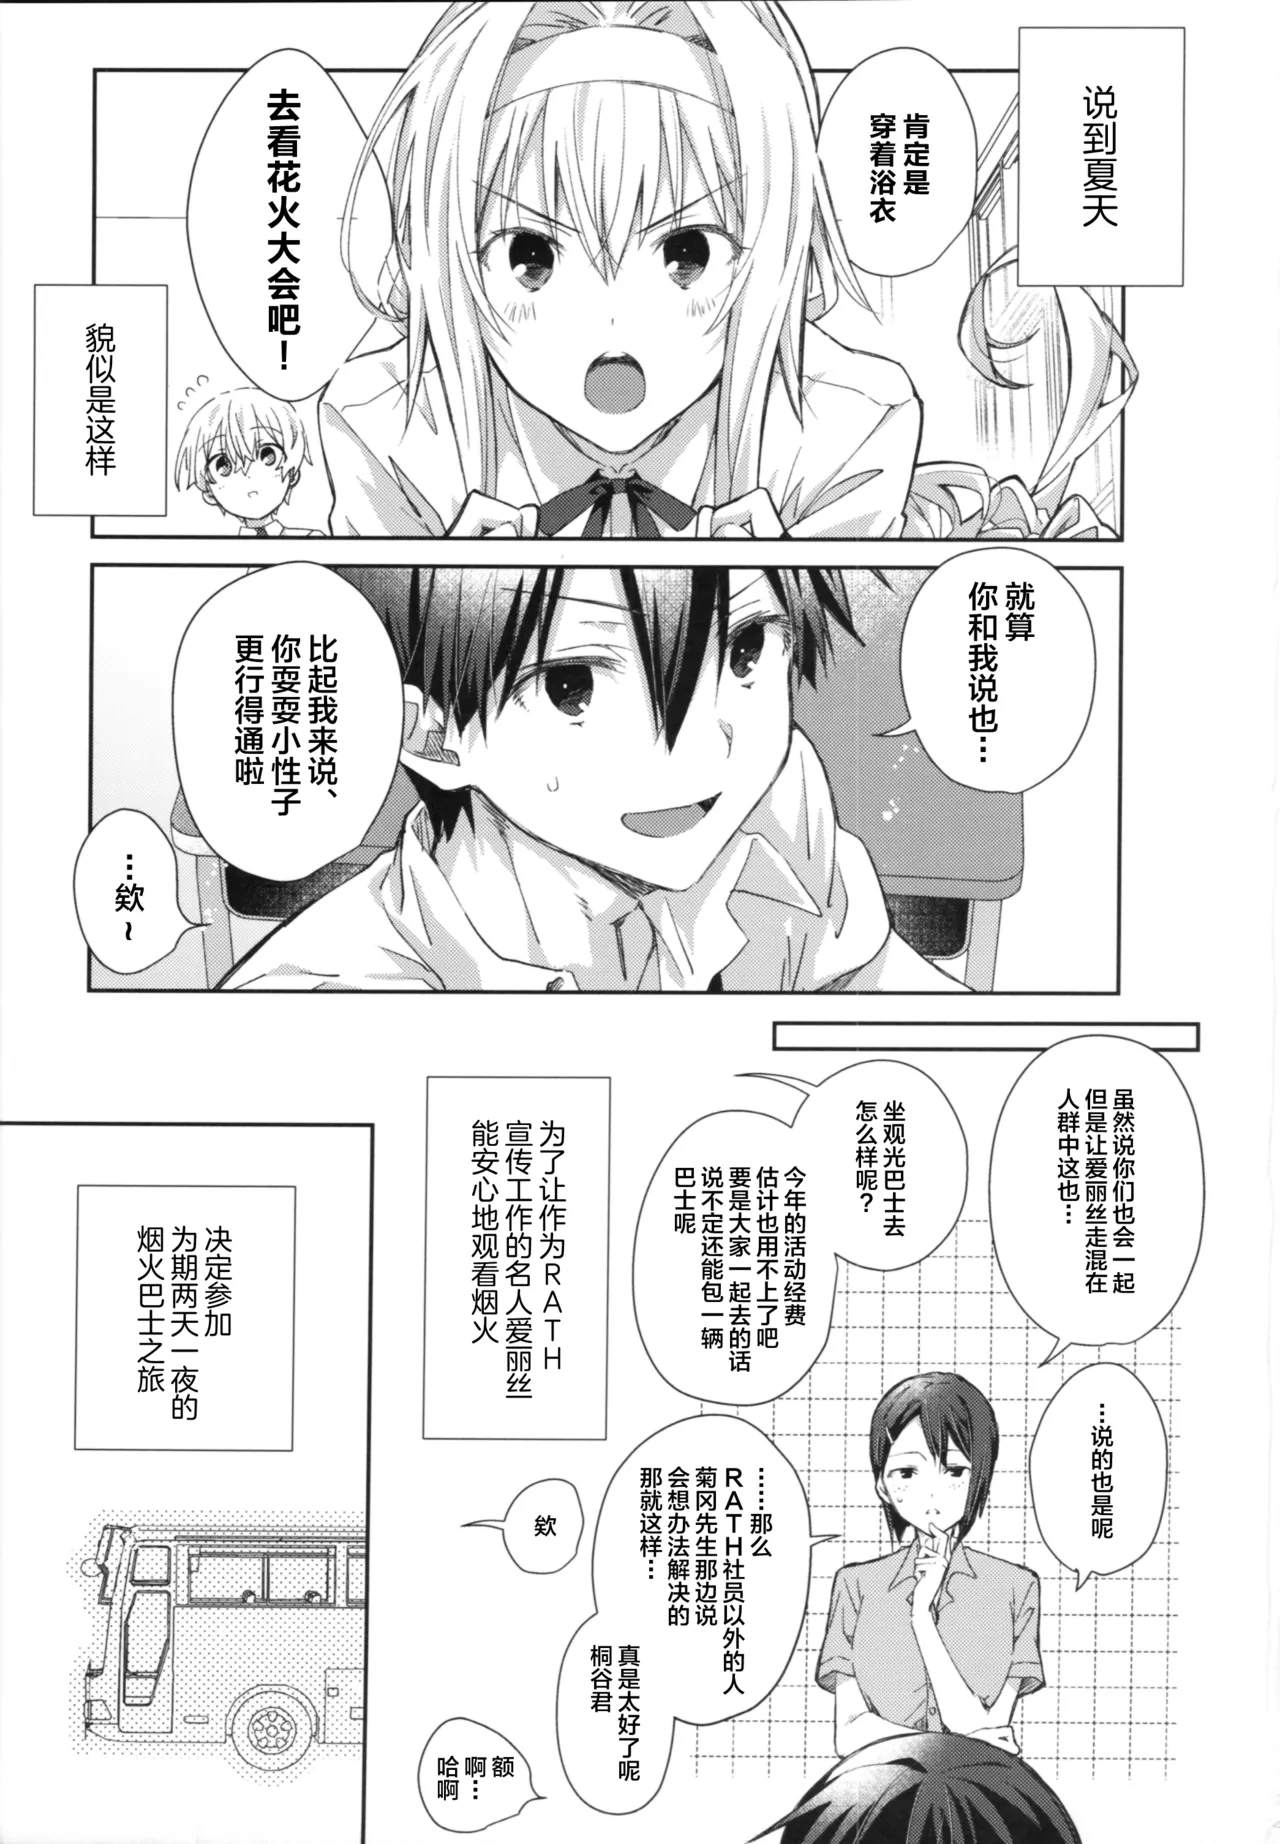 说到夏天
肯定是
穿着浴衣
去看花火大会吧！
貌似是这样
就算
你和我说也…
比起我来说、
你耍耍小性子
更行得通啦
…欸~
虽然说你们也会一起
但是让爱丽丝走混在
人群中这也…
…说的也是呢
坐观光巴士去
怎么样呢？
今年的活动经费
估计也用不上了吧
要是大家一起去的话
说不定还能包一辆
巴士呢
……那么
RATH社员以外的人
菊冈先生那边说
会想办法解决的
那就这样…
真是太好了呢
桐谷君
欸
额
啊…
哈啊
为了让作为RATH
宣传工作的名人爱丽丝
能安心地观看烟火
决定参加
为期两天一夜的
烟火巴士之旅